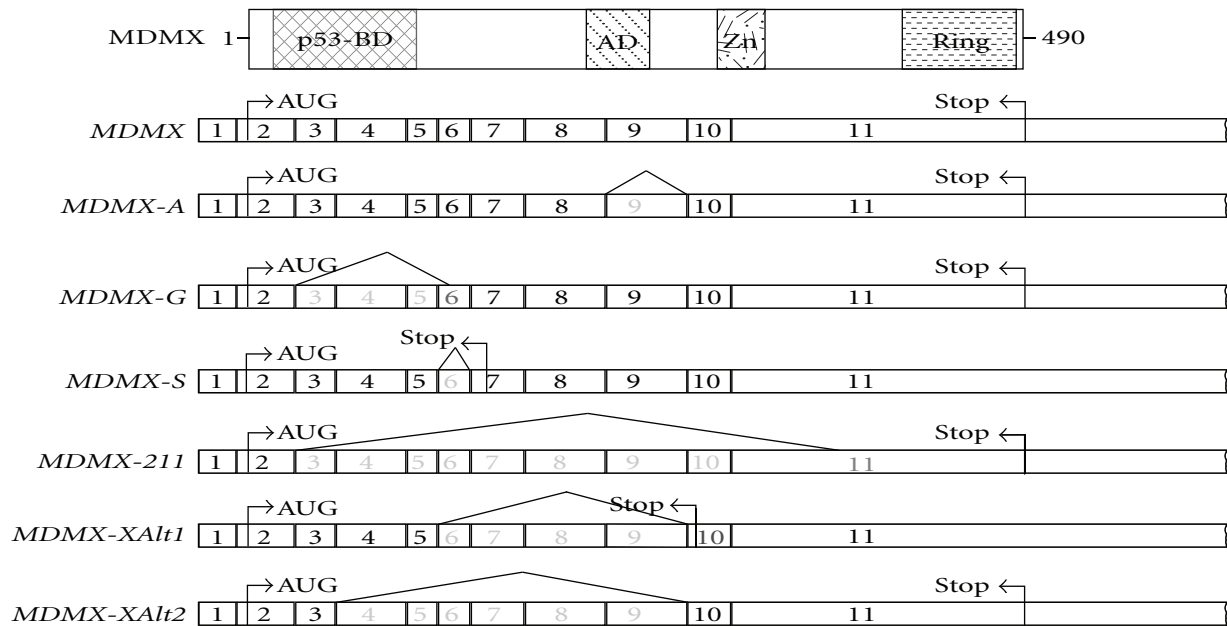 MDMX 1 p53-BD AD Zn Ring 490
AUG Stop
MDMX 1 2 3 4 5 6 7 8 9 10 11
AUG Stop
MDMX-A 1 2 3 4 5 6 7 8 9 10 11
AUG Stop
MDMX-G 1 2 3 4 5 6 7 8 9 10 11
AUG Stop
MDMX-S 1 2 3 4 5 6 7 8 9 10 11
AUG Stop
MDMX-211 1 2 3 4 5 6 7 8 9 10 11
AUG Stop
MDMX-XAlt1 1 2 3 4 5 6 7 8 9 10 11
AUG Stop
MDMX-XAlt2 1 2 3 4 5 6 7 8 9 10 11